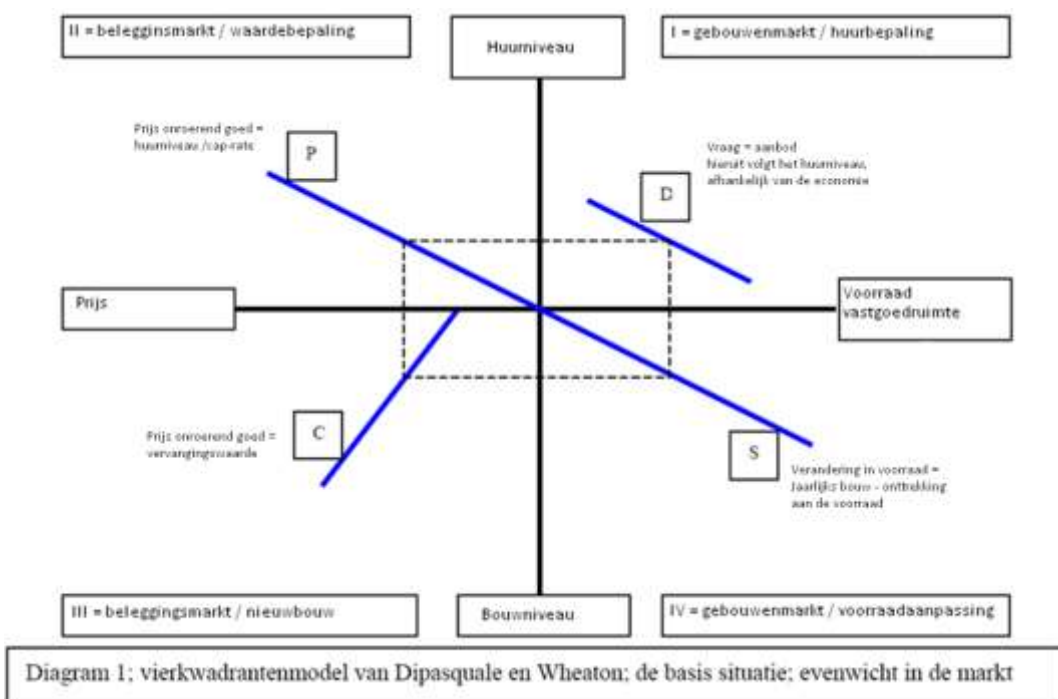 II = belegginsmarkt / waardebepaling
Huurniveau
I = gebouwenmarkt / huurbepaling
Prijs onroerend goed =
huurniveau /cap-rate
P
Vraag = aanbod
hieruit volgt het huurniveau,
afhankelijk van de economie
D
Prijs
Voorraad
vastgoedruimte
Prijs onroerend goed =
vervangingswaarde
C
S
Verandering in voorraad =
Jaarlijks bouw - onttrekking
aan de voorraad
III = beleggingsmarkt / nieuwbouw
Bouwniveau
IV = gebouwenmarkt / voorraadaanpassing
Diagram 1; vierkwadrantenmodel van Dipasquale en Wheaton; de basis situatie; evenwicht in de markt